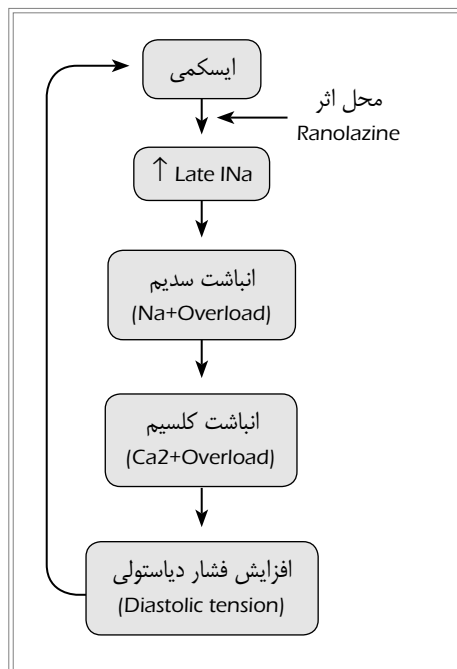 ایسکمی
محل اثر
Ranolazine
↑ Late INa
انباشت سدیم
(Na+Overload)
انباشت کلسیم
(Ca2+Overload)
افزایش فشار دیاستولی
(Diastolic tension)